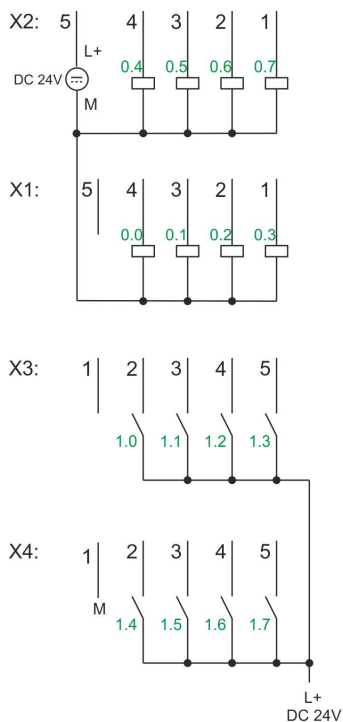 X2: 5 4 3 2 1
L+
DC 24V
M
0.4 0.5 0.6 0.7
X1: 5 4 3 2 1
0.0 0.1 0.2 0.3
X3: 1 2 3 4 5
1.0 1.1 1.2 1.3
X4: 1 2 3 4 5
M
1.4 1.5 1.6 1.7
L+
DC 24V